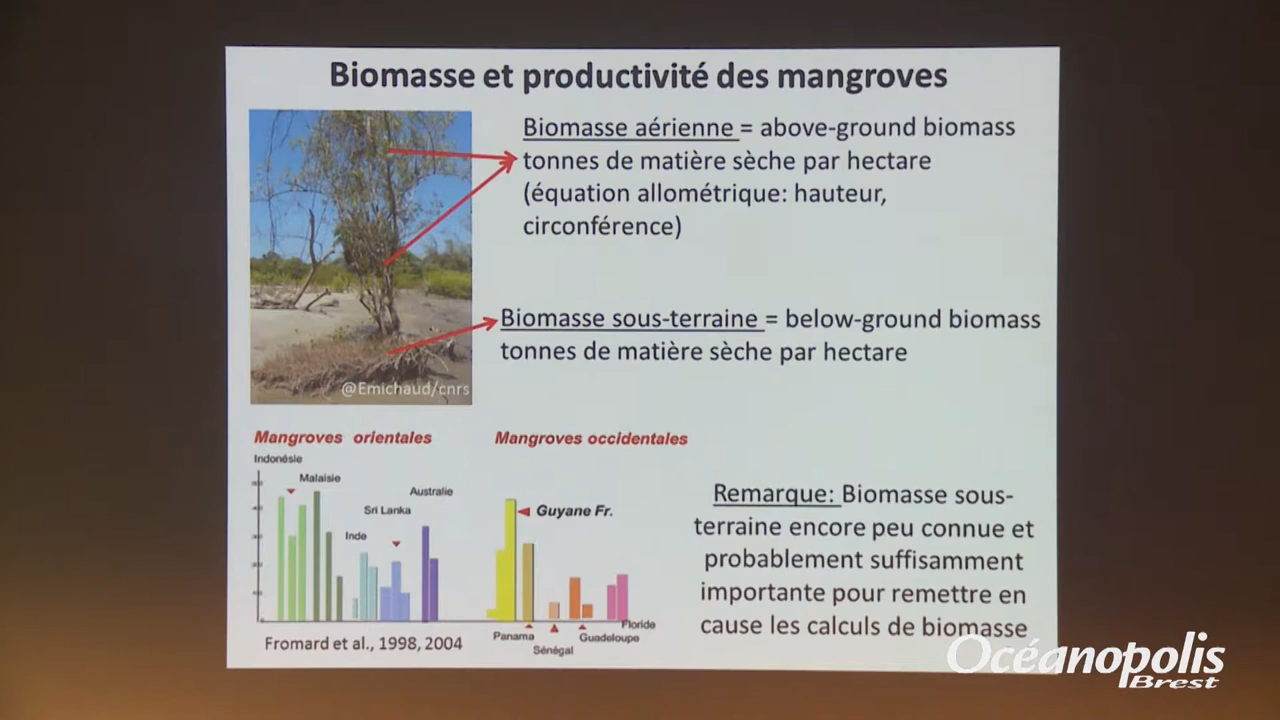 Biomasse et productivité des mangroves
Biomasse aérienne = above-ground biomass
tonnes de matière sèche par hectare
(équation allométrique: hauteur,
circonférence)
Biomasse sous-terraine = below-ground biomass
tonnes de matière sèche par hectare
@Emichaud/cnrs
Mangroves orientales
Mangroves occidentales
Indonésie
Malaisie
Australie
Sri Lanka
Inde
Guyane Fr.
Panama
Sénégal
Guadeloupe
Floride
Fromard et al., 1998, 2004
Remarque: Biomasse sous-
terraine encore peu connue et
probablement suffisamment
importante pour remettre en
cause les calculs de biomasse
Océanopolis
Brest